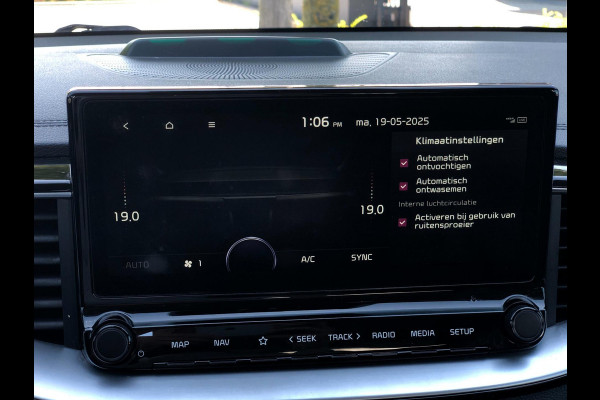 1:06 PM ma, 19-05-2025
Klimaatinstellingen
Automatisch
ontvochtigen
Automatisch
ontwasemen
Interne luchtcirculatie
Activeren bij gebruik van
ruitensproeier
19.0
19.0
AUTO 1 A/C SYNC
MAP NAV < SEEK TRACK > RADIO MEDIA SETUP